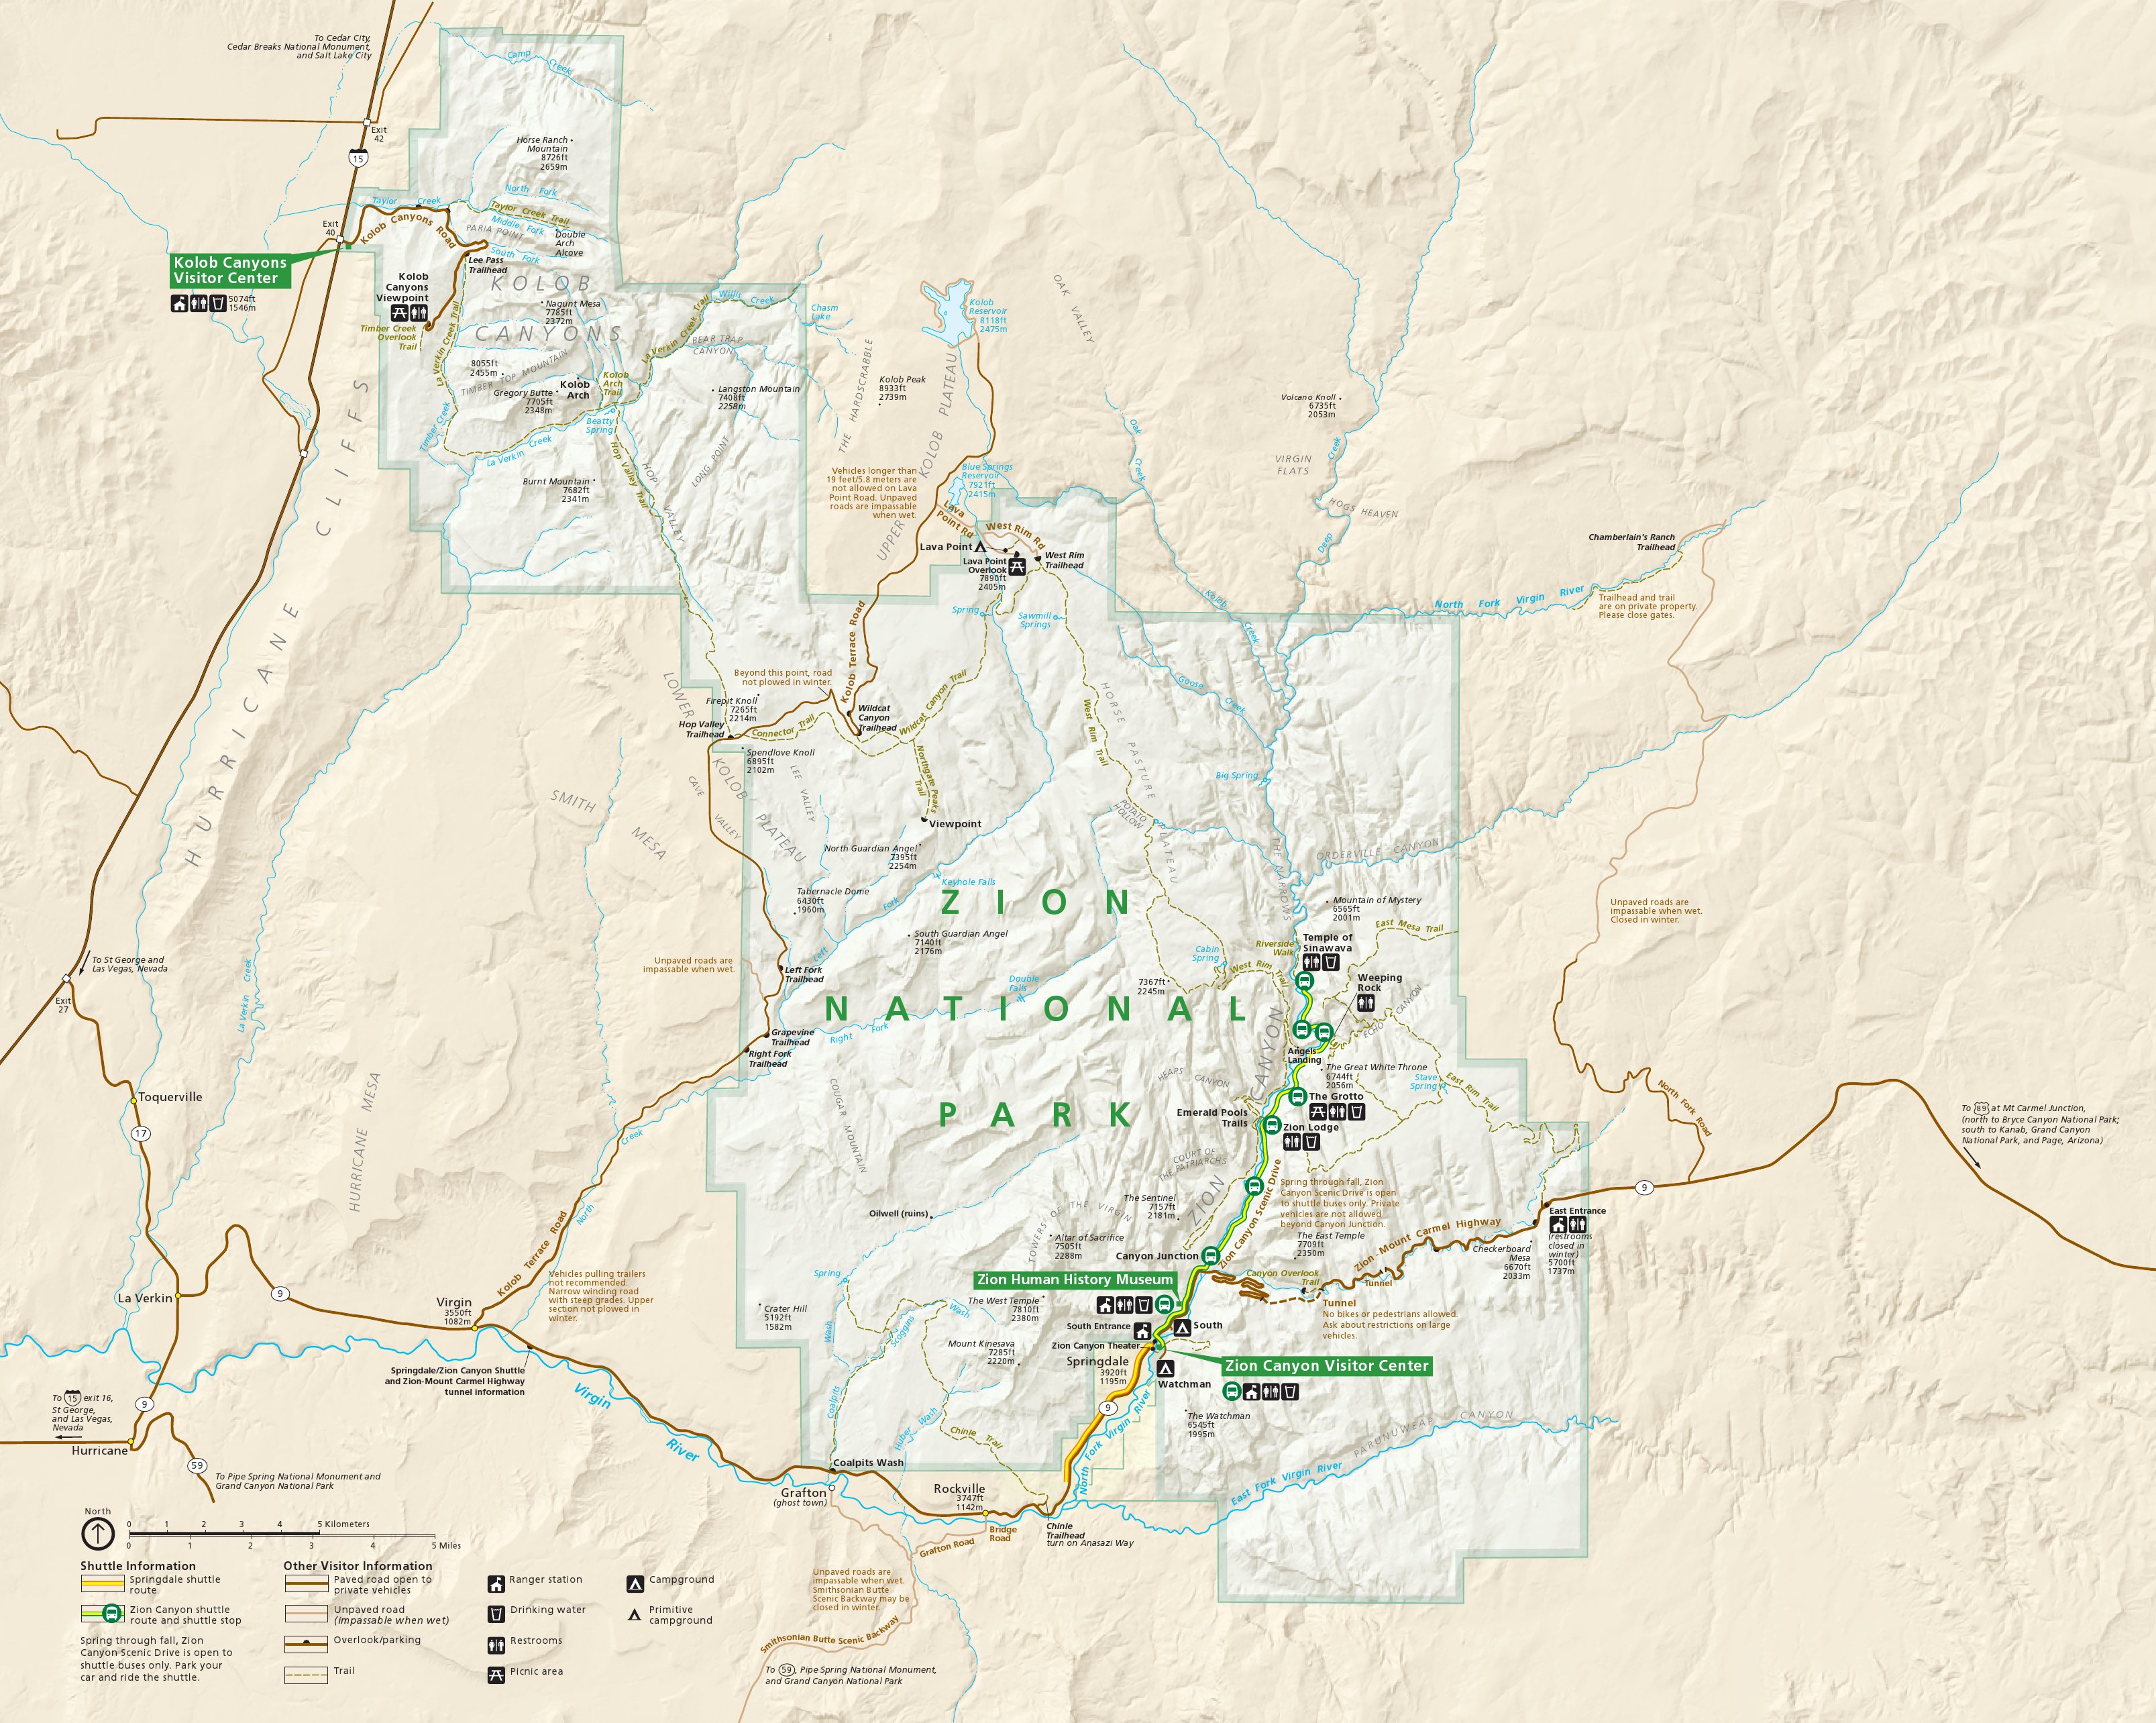 To Cedar City,
Cedar Breaks National Monument,
and Salt Lake City
Exit
42
15
Camp
Creek
Horse Ranch
Mountain
8726ft
2659m
North Fork
Taylor Creek
Taylor Creek Trail
Middle Fork
PARIA POINT
Double
Arch
Alcove
South Fork
Exit
40
Kolob Canyons Road
Kolob Canyons
Visitor Center
5074ft
1546m
Lee Pass
Trailhead
Kolob
Canyons
Viewpoint
KOLOB
CANYONS
Nagunt Mesa
7785ft
2372m
Timber Creek
Overlook
Trail
La Verkin Creek Trail
8055ft
2455m
TIMBER TOP MOUNTAIN
Gregory Butte
7705ft
2348m
Kolob
Arch
Kolob
Arch
Trail
La Verkin Creek Trail
Willis Creek
BEAR TRAP
CANYON
Chasm
Lake
Langston Mountain
7408ft
2258m
Beatty
Spring
Timber Creek
La Verkin Creek
Burnt Mountain
7682ft
2341m
Hop Valley Trail
HOP
VALLEY
LONG POINT
THE HARDSCRABBLE
Kolob Peak
8933ft
2739m
Kolob
Reservoir
8118ft
2475m
UPPER KOLOB PLATEAU
OAK VALLEY
Oak
Creek
Volcano Knoll
6735ft
2053m
VIRGIN
FLATS
Creek
HOGS HEAVEN
Deep
Vehicles longer than
19 feet/5.8 meters are
not allowed on Lava
Point Road. Unpaved
roads are impassable
when wet.
Blue Springs
Reservoir
7921ft
2415m
Lava
Point Rd
West Rim Rd
Lava Point
Lava Point
Overlook
7890ft
2405m
West Rim
Trailhead
Spring
Sawmill
Springs
Kolob
Creek
Chamberlain's Ranch
Trailhead
North Fork Virgin River
Trailhead and trail
are on private property.
Please close gates.
HURRICANE CLIFFS
Beyond this point, road
not plowed in winter.
Kolob Terrace Road
Firepit Knoll
7265ft
2214m
Hop Valley
Trailhead
Connector Trail
Wildcat
Canyon
Trailhead
Wildcat Canyon Trail
Spendlove Knoll
6895ft
2102m
LOWER
KOLOB
PLATEAU
CAVE
VALLEY
LEE VALLEY
Northgate Peaks
Trail
Viewpoint
West Rim Trail
HORSE PASTURE PLATEAU
Goose
Creek
Big Spring
POTATO
HOLLOW
THE NARROWS
ORDERVILLE CANYON
SMITH
MESA
North Guardian Angel
7395ft
2254m
Keyhole Falls
Tabernacle Dome
6430ft
1960m
Left
Fork
South Guardian Angel
7140ft
2176m
ZION
NATIONAL
PARK
Mountain of Mystery
6565ft
2001m
East Mesa Trail
Unpaved roads are
impassable when wet.
Closed in winter.
Riverside
Walk
Temple of
Sinawava
Cabin
Spring
West Rim Trail
7367ft
2245m
Weeping
Rock
ECHO CANYON
Double
Falls
Unpaved roads are
impassable when wet.
Left Fork
Trailhead
To St George and
Las Vegas, Nevada
Exit
27
La Verkin Creek
Grapevine
Trailhead
Right Fork
Trailhead
Right Fork
Angels
Landing
The Great White Throne
6744ft
2056m
Stave
Spring
East Rim Trail
HEAPS CANYON
ZION CANYON
The Grotto
Emerald Pools
Trails
Zion Lodge
North Fork
Road
To 89 at Mt Carmel Junction,
(north to Bryce Canyon National Park;
south to Kanab, Grand Canyon
National Park, and Page, Arizona)
Toquerville
17
HURRICANE MESA
COUGAR MOUNTAIN
North
Creek
COURT OF
THE PATRIARCHS
Spring through fall, Zion
Canyon Scenic Drive is open
to shuttle buses only. Private
vehicles are not allowed
beyond Canyon Junction.
The Sentinel
7157ft
2181m
TOWERS OF THE VIRGIN
Oilwell (ruins)
Altar of Sacrifice
7505ft
2288m
Zion Canyon Scenic Drive
The East Temple
7709ft
2350m
Zion-Mount Carmel Highway
9
East Entrance
(restrooms
closed in
winter)
5700ft
1737m
Checkerboard
Mesa
6670ft
2033m
Canyon Junction
Canyon Overlook
Trail
Tunnel
Zion Human History Museum
Tunnel
No bikes or pedestrians allowed.
Ask about restrictions on large
vehicles.
La Verkin
9
Kolob Terrace Road
Virgin
3550ft
1082m
Vehicles pulling trailers
not recommended.
Narrow winding road
with steep grades. Upper
section not plowed in
winter.
Spring
Crater Hill
5192ft
1582m
Wash
Scoggins
Wash
Coalpits
The West Temple
7810ft
2380m
Mount Kinesava
7285ft
2220m
South Entrance
South
Zion Canyon Theater
Springdale
3920ft
1195m
Zion Canyon Visitor Center
Watchman
The Watchman
6545ft
1995m
PARUNUWEAP CANYON
East Fork Virgin River
Springdale/Zion Canyon Shuttle
and Zion-Mount Carmel Highway
tunnel information
Virgin
River
Huber Wash
Chinle Trail
9
North Fork Virgin River
To 15 exit 16,
St George,
and Las Vegas,
Nevada
9
Hurricane
59
To Pipe Spring National Monument and
Grand Canyon National Park
Coalpits Wash
Grafton
(ghost town)
Rockville
3747ft
1142m
Bridge
Road
Grafton Road
Chinle
Trailhead
turn on Anasazi Way
Unpaved roads are
impassable when wet.
Smithsonian Butte
Scenic Backway may be
closed in winter.
Smithsonian Butte Scenic Backway
To 59, Pipe Spring National Monument,
and Grand Canyon National Park
North
0 1 2 3 4 5 Kilometers
0 1 2 3 4 5 Miles
Shuttle Information
Springdale shuttle
route
Zion Canyon shuttle
route and shuttle stop
Spring through fall, Zion
Canyon Scenic Drive is open to
shuttle buses only. Park your
car and ride the shuttle.
Other Visitor Information
Paved road open to
private vehicles
Unpaved road
(impassable when wet)
Overlook/parking
Trail
Ranger station
Drinking water
Restrooms
Picnic area
Campground
Primitive
campground